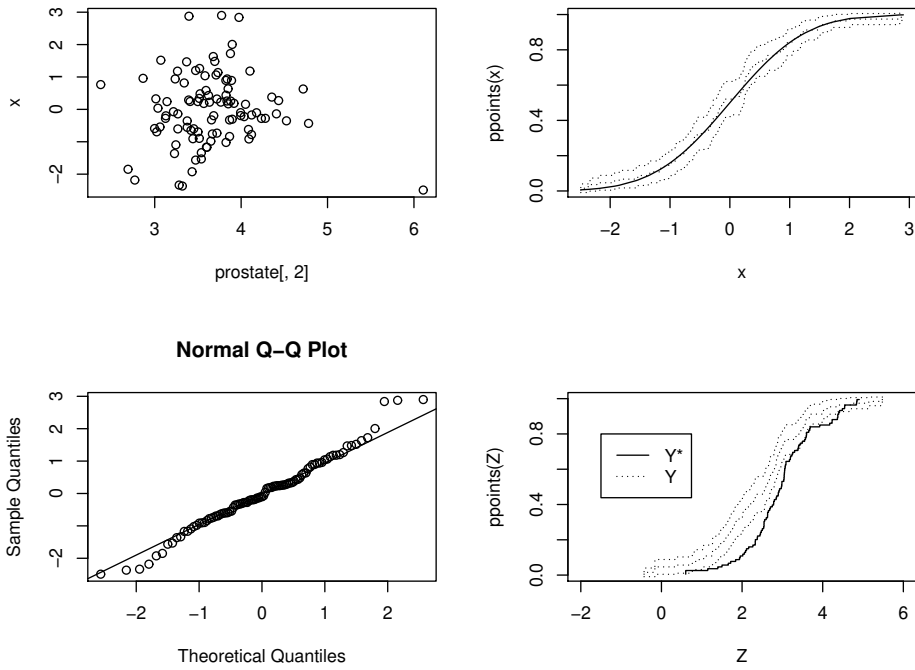 x
−2 0 1 2 3
3 4 5 6
prostate[, 2]
ppoints(x)
0.0 0.4 0.8
−2 −1 0 1 2 3
x
Normal Q−Q Plot
Sample Quantiles
−2 0 1 2 3
−2 −1 0 1 2
Theoretical Quantiles
ppoints(Z)
0.0 0.4 0.8
Y*
Y
−2 0 2 4 6
Z